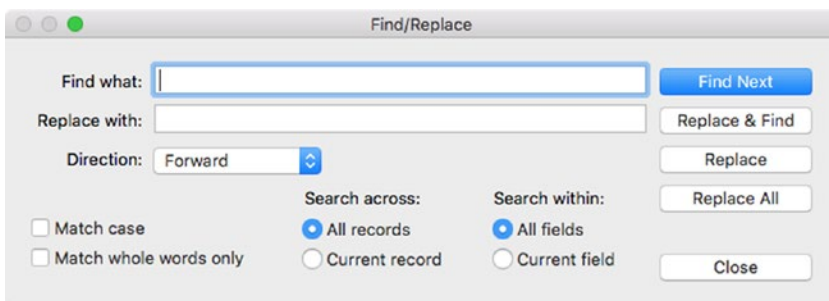 Find/Replace
Find what:
Find Next
Replace with:
Replace & Find
Direction: Forward
Replace
Search across:
Search within:
Replace All
Match case
All records
All fields
Match whole words only
Current record
Current field
Close